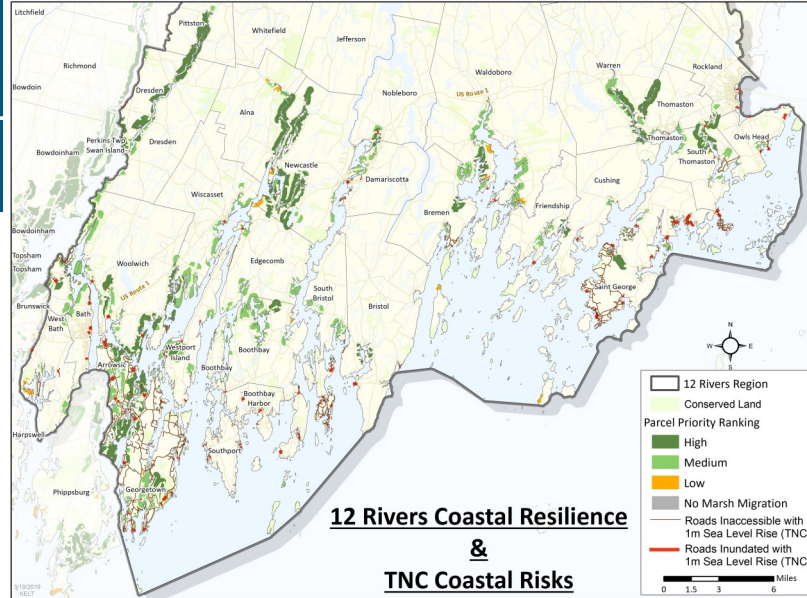 Litchfield
Pittston
Whitefield
Jefferson
Richmond
Waldoboro
Warren
Rockland
Bowdoin
Dresden
Nobleboro
US Route 1
Alna
Thomaston
Perkins Twp
Swan Island
Dresden
Thomaston
Owls Head
Bowdoinham
Newcastle
South
Thomaston
Damariscotta
Cushing
Wiscasset
Friendship
Bremen
Bowdoinham
Topsham
Topsham
Woolwich
Edgecomb
US Route 1
South
Bristol
Saint George
Brunswick
West
Bath
Bath
Bristol
Westport
Island
Boothbay
Arrowsic
Boothbay
N
W
E
S
Boothbay
Harbor
Harpswell
Southport
Georgetown
Phippsburg
12 Rivers Region
Conserved Land
Parcel Priority Ranking
High
Medium
Low
No Marsh Migration
Roads Inaccessible with
1m Sea Level Rise (TNC
Roads Inundated with
1m Sea Level Rise (TNC
Miles
0 1.5 3 6
12 Rivers Coastal Resilience
&
TNC Coastal Risks
3/19/2019
KELT